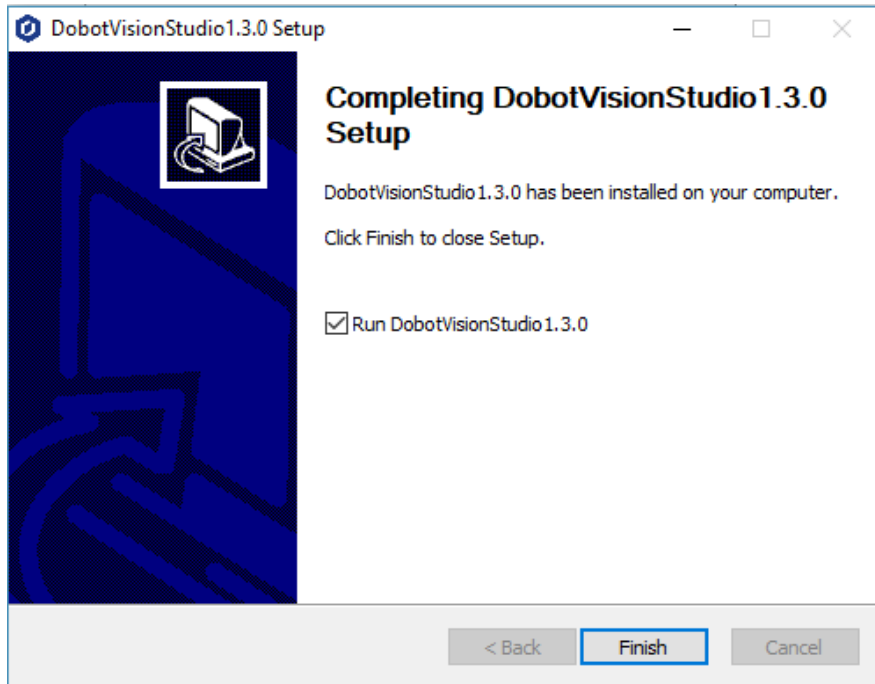 DobotVisionStudio1.3.0 Setup
Completing DobotVisionStudio1.3.0
Setup
DobotVisionStudio1.3.0 has been installed on your computer.
Click Finish to close Setup.
Run DobotVisionStudio1.3.0
< Back Finish Cancel